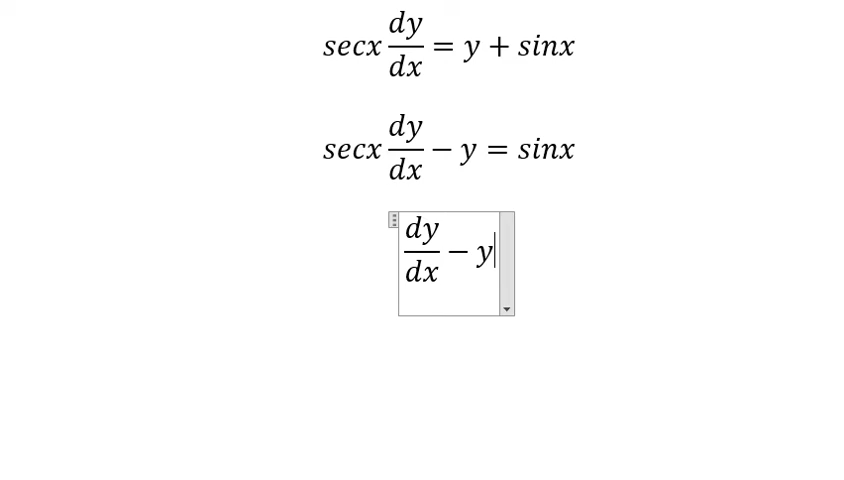 secx dy/dx = y + sinx
secx dy/dx − y = sinx
dy/dx − y